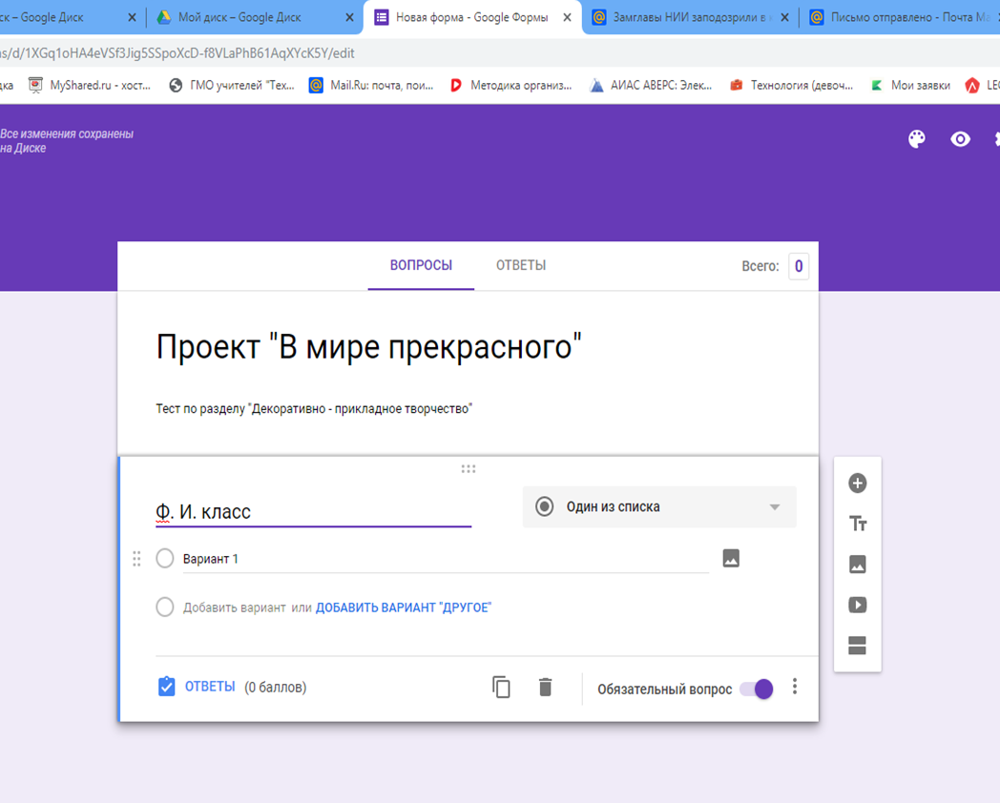 ск – Google Диск
Мой диск – Google Диск
Новая форма - Google Формы
Замглавы НИИ заподозрили в
Письмо отправлено - Почта Ma
ns/d/1XGq1oHA4eVSf3Jig5SSpoXcD-f8VLaPhB61AqXYcK5Y/edit
дка
MyShared.ru - хост...
ГМО учителей "Тех...
Mail.Ru: почта, пои...
Методика организ...
АИАС АВЕРС: Элек...
Технология (девоч...
Мои заявки
LEG
Все изменения сохранены
на Диске
ВОПРОСЫ
ОТВЕТЫ
Всего: 0
Проект "В мире прекрасного"
Тест по разделу "Декоративно - прикладное творчество"
Ф. И. класс
Один из списка
Вариант 1
Добавить вариант или ДОБАВИТЬ ВАРИАНТ "ДРУГОЕ"
ОТВЕТЫ (0 баллов)
Обязательный вопрос